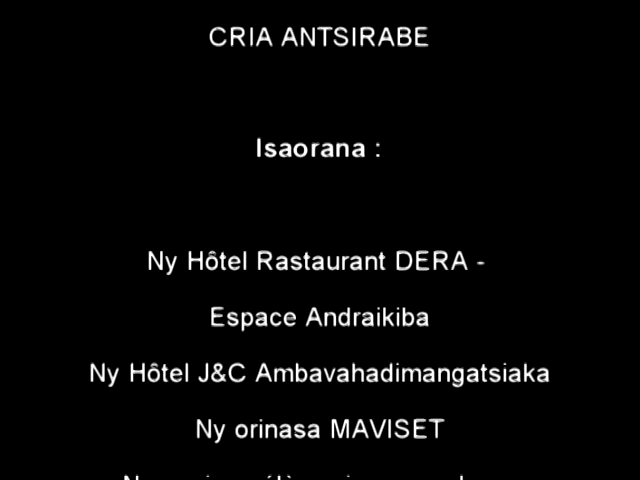 CRIA ANTSIRABE
Isaorana :
Ny Hôtel Rastaurant DERA -
Espace Andraikiba
Ny Hôtel J&C Ambavahadimangatsiaka
Ny orinasa MAVISET